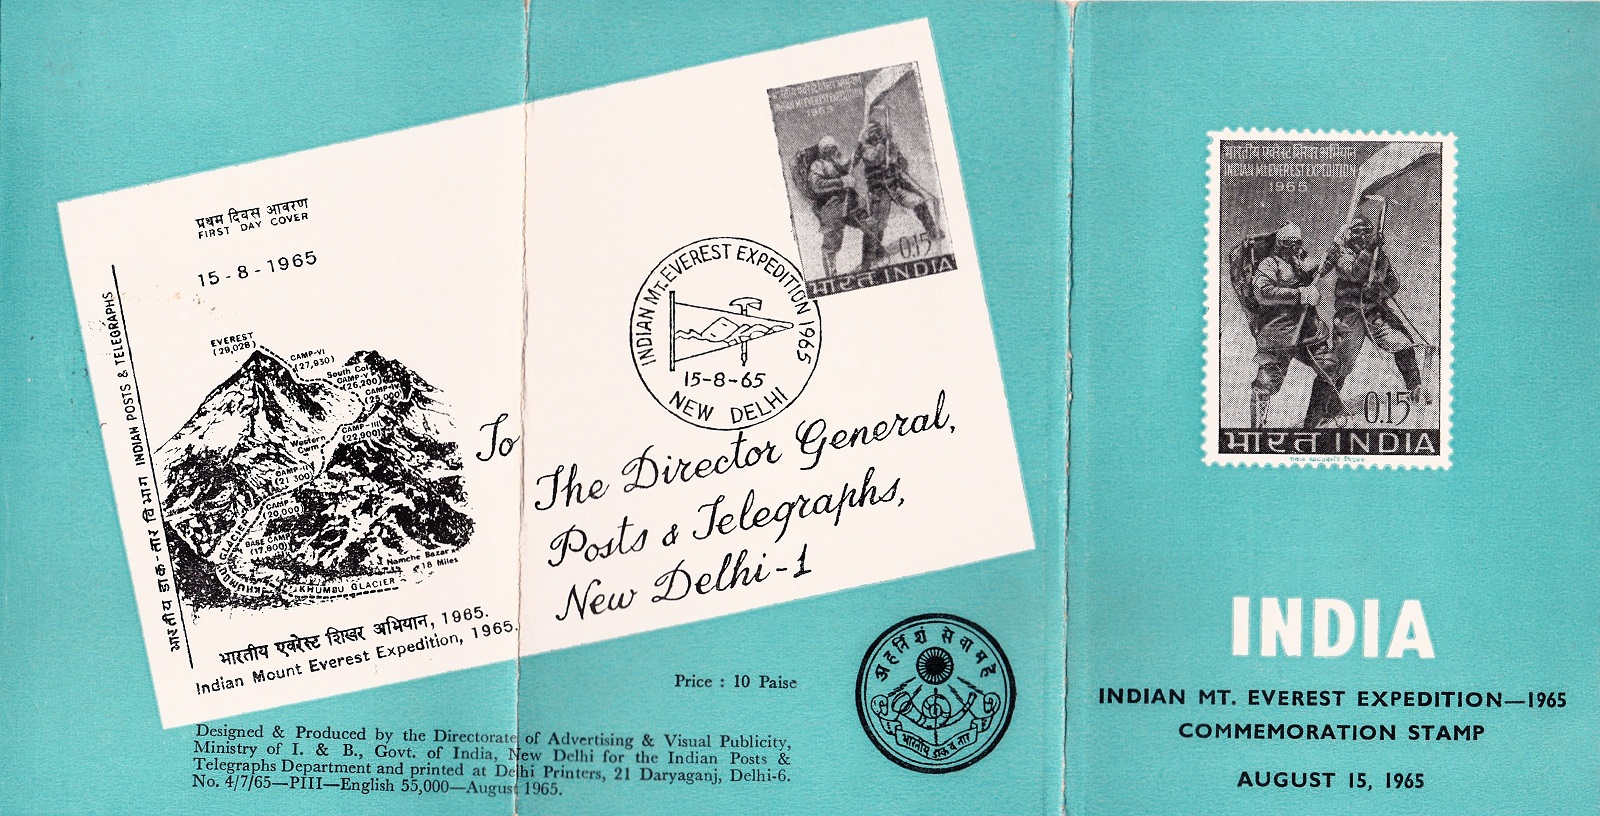 प्रथम दिवस आवरण
FIRST DAY COVER
15-8-1965
भारतीय डाक-तार विभाग INDIAN POSTS & TELEGRAPHS
EVEREST
(29,028)
CAMP-VI
(27,930)
South Col
CAMP-V
(26,200)
CAMP-IV
(25,000)
CAMP-III
(22,900)
Western
Cwm
CAMP-II
(21,300)
CAMP-I
(20,000)
BASE CAMP
(17,800)
KHUMBU GLACIER
Namche Bazar
18 Miles
KHUMBU GLACIER
भारतीय एवरेस्ट शिखर अभियान, 1965.
Indian Mount Everest Expedition, 1965.
भारतीय एवरेस्ट शिखर अभियान
INDIAN MT. EVEREST EXPEDITION
1965
0.15
भारत INDIA
INDIAN MT. EVEREST EXPEDITION 1965
15-8-65
NEW DELHI
To
The Director General,
Posts & Telegraphs,
New Delhi-1
Price : 10 Paise
अहर्निशं सेवामहे
भारतीय डाक व तार
Designed & Produced by the Directorate of Advertising & Visual Publicity,
Ministry of I. & B., Govt. of India, New Delhi for the Indian Posts &
Telegraphs Department and printed at Delhi Printers, 21 Daryaganj, Delhi-6.
No. 4/7/65—PIII—English 55,000—August 1965.
भारतीय एवरेस्ट शिखर अभियान
INDIAN MT. EVEREST EXPEDITION
1965
0.15
भारत INDIA
INDIA
INDIAN MT. EVEREST EXPEDITION—1965
COMMEMORATION STAMP
AUGUST 15, 1965